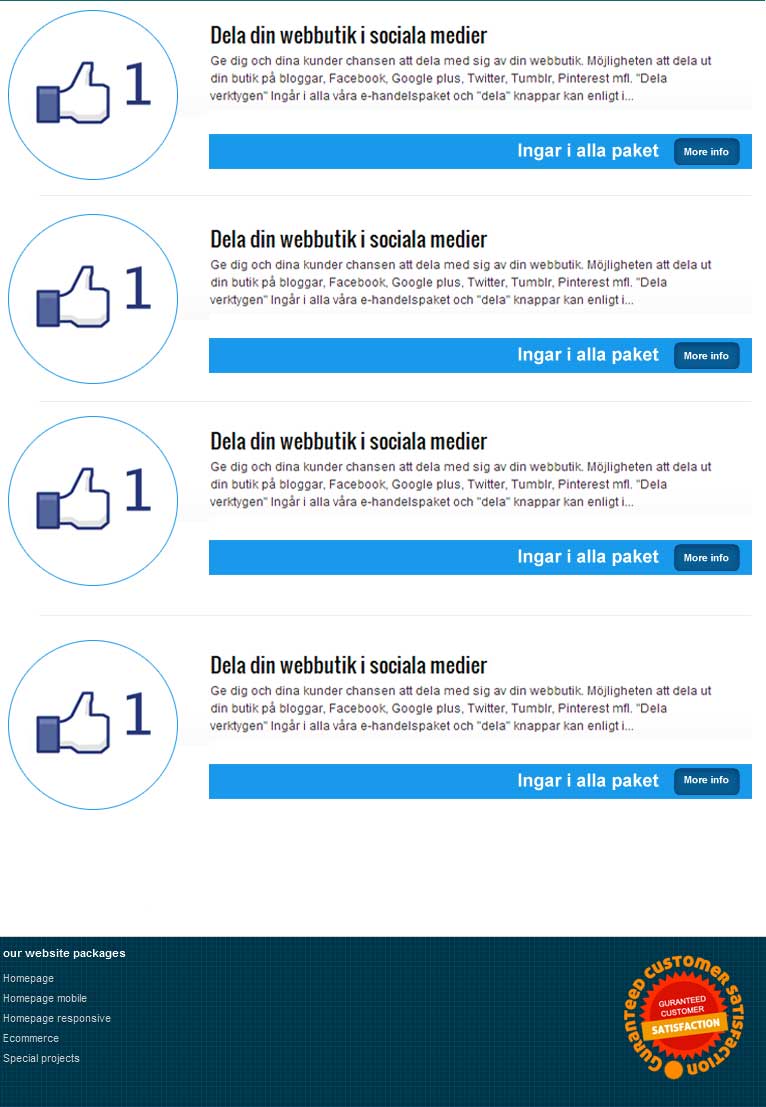 Dela din webbutik i sociala medier
Ge dig och dina kunder chansen att dela med sig av din webbutik. Möjligheten att dela ut
din butik på bloggar, Facebook, Google plus, Twitter, Tumblr, Pinterest mfl. "Dela
verktygen" Ingår i alla våra e-handelspaket och "dela" knappar kan enligt i...
1
Ingar i alla paket
More info
Dela din webbutik i sociala medier
Ge dig och dina kunder chansen att dela med sig av din webbutik. Möjligheten att dela ut
din butik på bloggar, Facebook, Google plus, Twitter, Tumblr, Pinterest mfl. "Dela
verktygen" Ingår i alla våra e-handelspaket och "dela" knappar kan enligt i...
1
Ingar i alla paket
More info
Dela din webbutik i sociala medier
Ge dig och dina kunder chansen att dela med sig av din webbutik. Möjligheten att dela ut
din butik på bloggar, Facebook, Google plus, Twitter, Tumblr, Pinterest mfl. "Dela
verktygen" Ingår i alla våra e-handelspaket och "dela" knappar kan enligt i...
1
Ingar i alla paket
More info
Dela din webbutik i sociala medier
Ge dig och dina kunder chansen att dela med sig av din webbutik. Möjligheten att dela ut
din butik på bloggar, Facebook, Google plus, Twitter, Tumblr, Pinterest mfl. "Dela
verktygen" Ingår i alla våra e-handelspaket och "dela" knappar kan enligt i...
1
Ingar i alla paket
More info
our website packages
Homepage
Homepage mobile
Homepage responsive
Ecommerce
Special projects
Guranteed customer satisfaction
GURANTEED
CUSTOMER
SATISFACTION